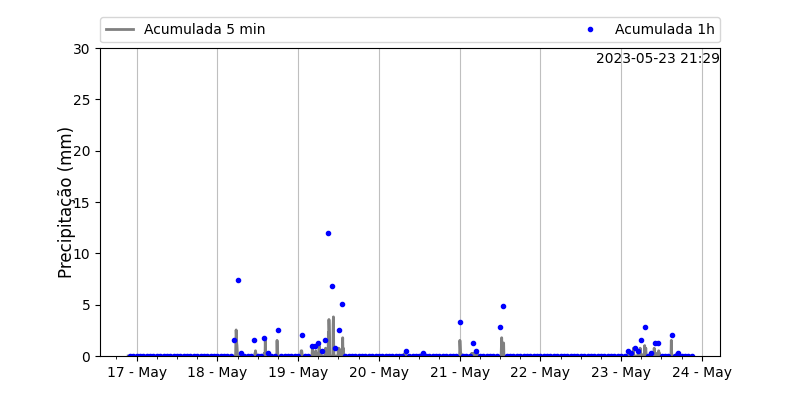 Acumulada 5 min
Acumulada 1h
2023-05-23 21:29
Precipitação (mm)
30
25
20
15
10
5
0
17 - May
18 - May
19 - May
20 - May
21 - May
22 - May
23 - May
24 - May